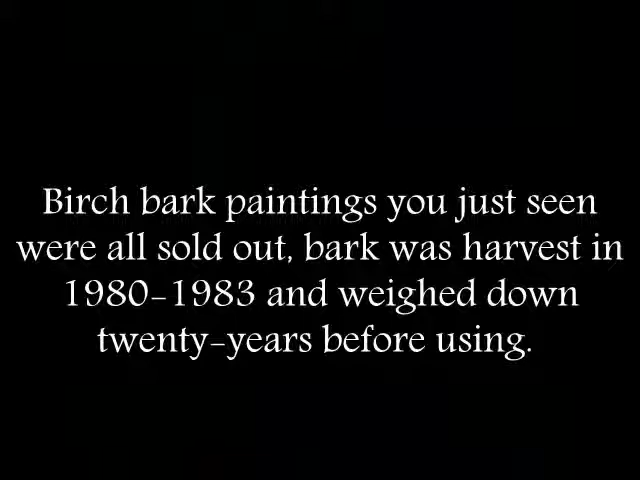 Birch bark paintings you just seen
were all sold out, bark was harvest in
1980-1983 and weighed down
twenty-years before using.